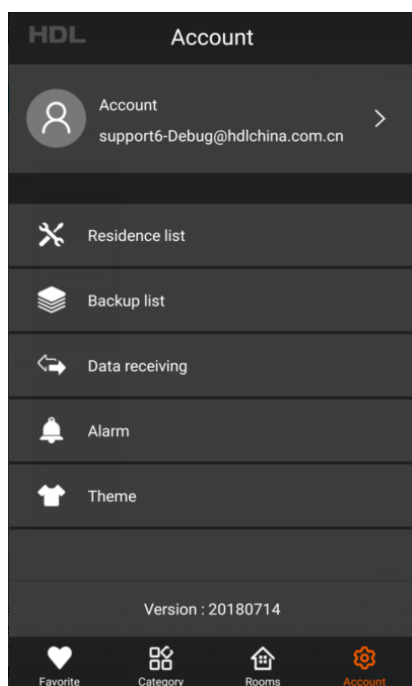 HDL
Account
Account
support6-Debug@hdlchina.com.cn
Residence list
Backup list
Data receiving
Alarm
Theme
Version : 20180714
Favorite Category Rooms Account